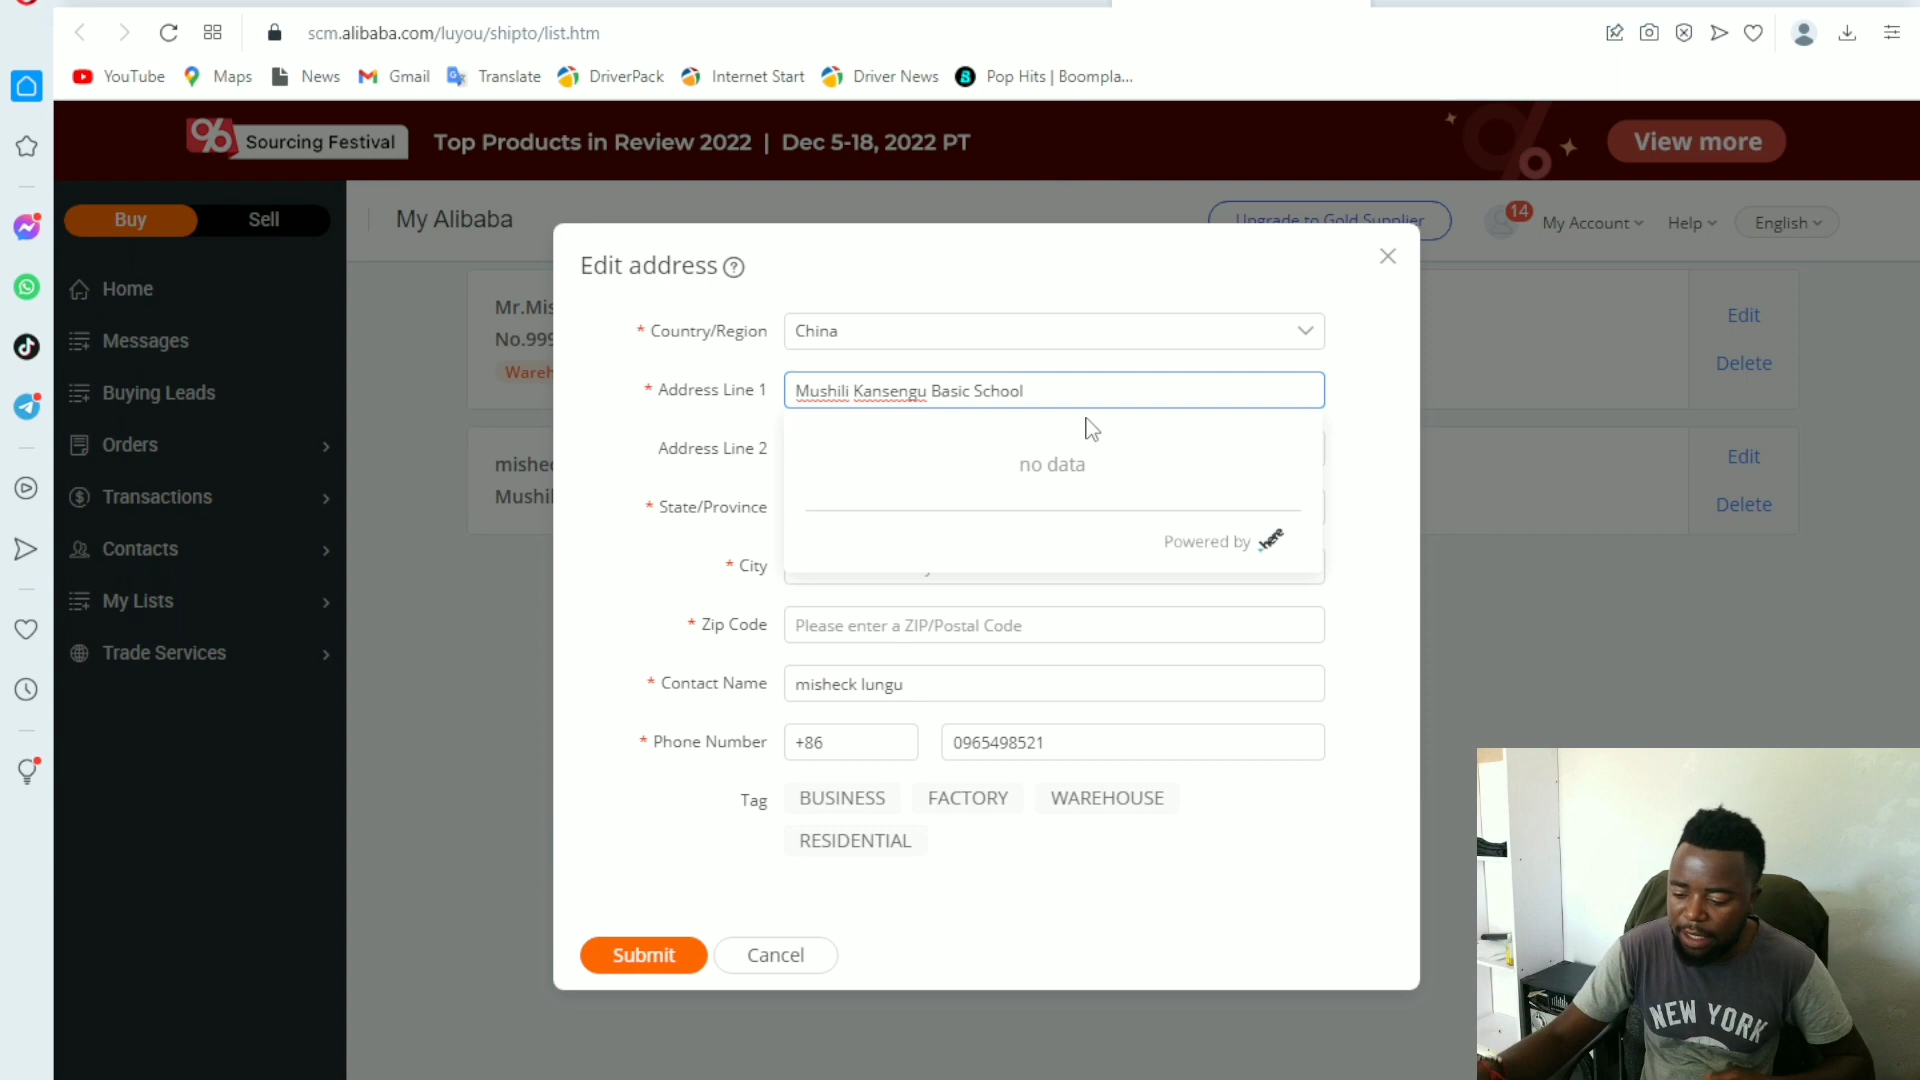 scm.alibaba.com/luyou/shipto/list.htm
YouTube Maps News Gmail Translate DriverPack Internet Start Driver News Pop Hits | Boompla...
Sourcing Festival Top Products in Review 2022 | Dec 5-18, 2022 PT View more
Buy Sell
My Alibaba
Upgrade to Gold Supplier
14 My Account Help English
Home
Messages
Buying Leads
Orders
Transactions
Contacts
My Lists
Trade Services
Mr.Mis
No.999
Wareh
Edit
Delete
mishec
Mushil
Edit
Delete
Edit address ?
* Country/Region China
* Address Line 1 Mushili Kansengu Basic School
Address Line 2
no data
* State/Province
Powered by here
* City
* Zip Code Please enter a ZIP/Postal Code
* Contact Name misheck lungu
* Phone Number +86 0965498521
Tag BUSINESS FACTORY WAREHOUSE
RESIDENTIAL
Submit Cancel
NEW YORK